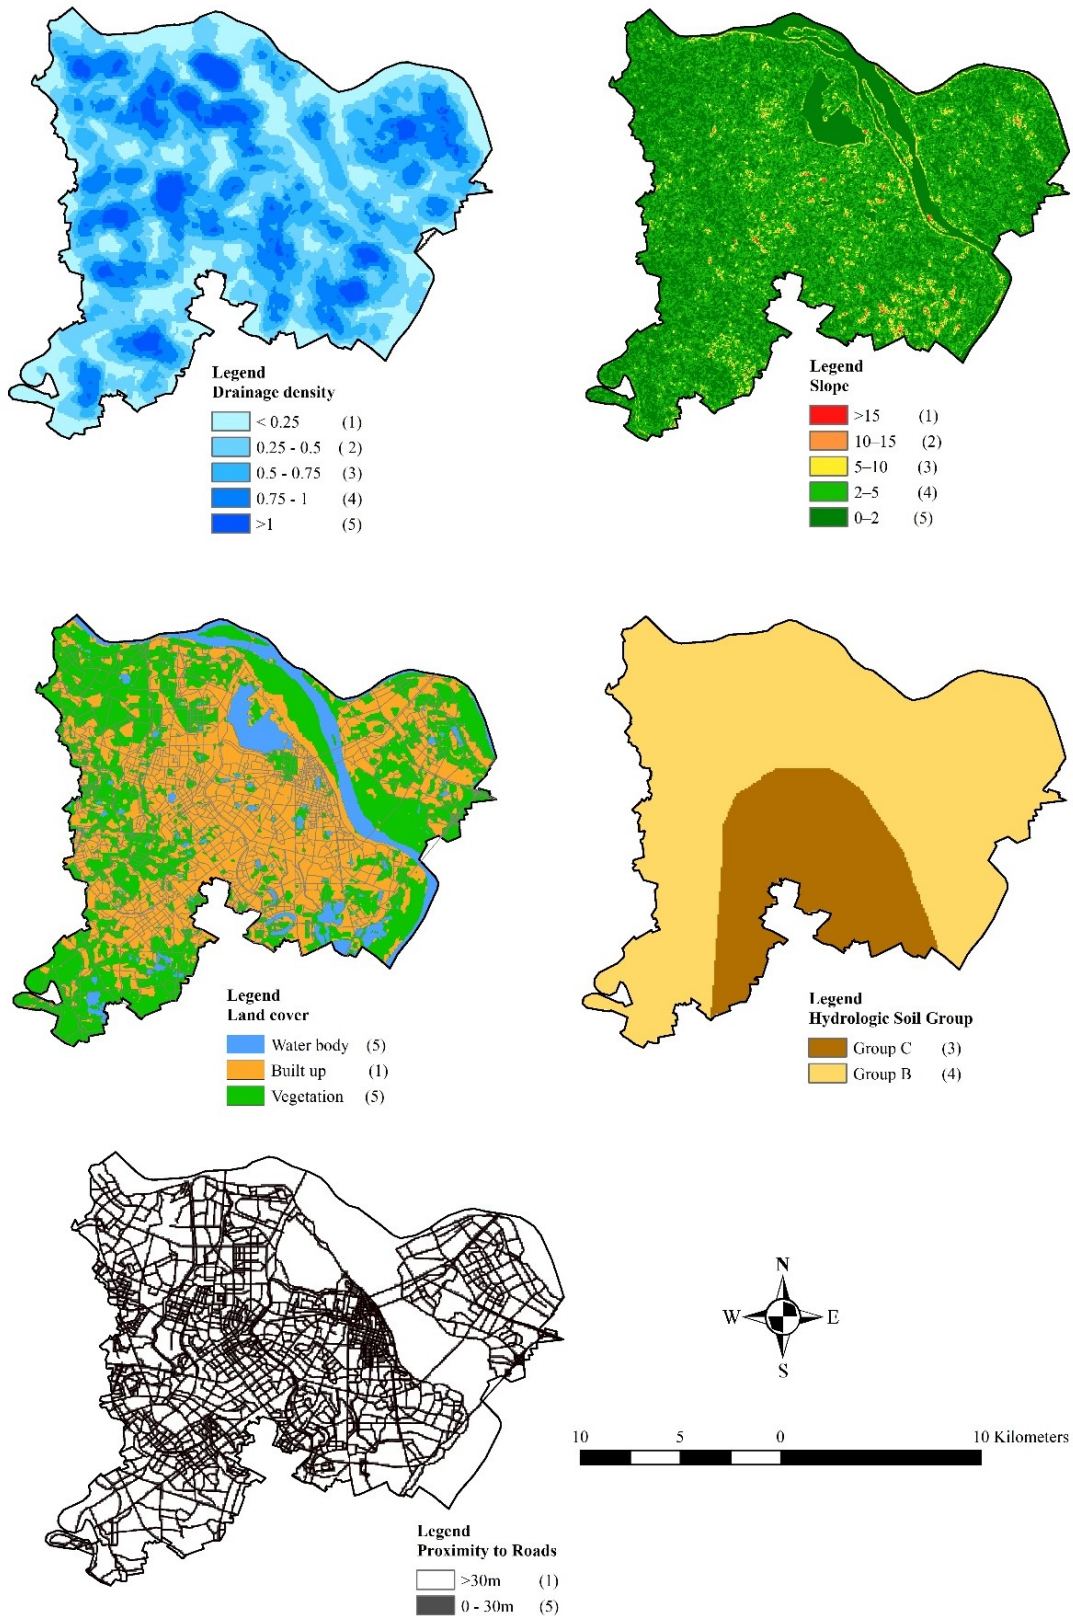 Legend
Drainage density
< 0.25 (1)
0.25 - 0.5 ( 2)
0.5 - 0.75 (3)
0.75 - 1 (4)
>1 (5)
Legend
Slope
>15 (1)
10–15 (2)
5–10 (3)
2–5 (4)
0–2 (5)
Legend
Land cover
Water body (5)
Built up (1)
Vegetation (5)
Legend
Hydrologic Soil Group
Group C (3)
Group B (4)
Legend
Proximity to Roads
>30m (1)
0 - 30m (5)
N
W E
S
10 5 0 10 Kilometers